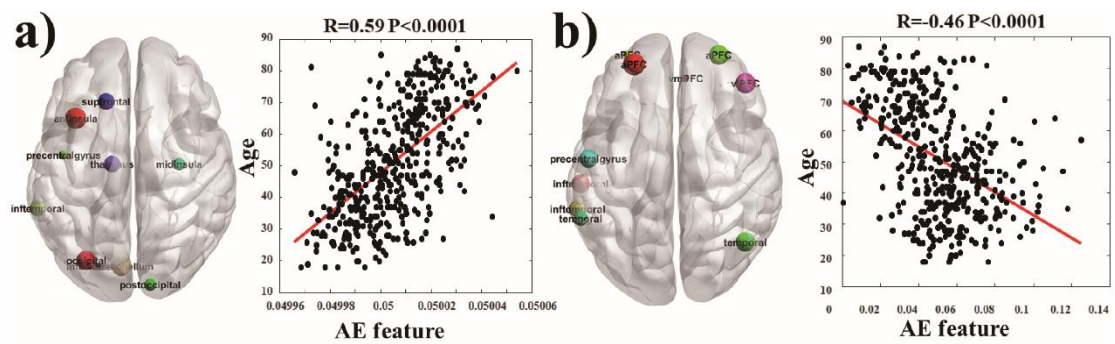 a)
supfrontal
antinsula
precentralgyrus
thalamus
midinsula
inftemporal
occipital
postoccipital
R=0.59 P<0.0001
Age
90
80
70
60
50
40
30
20
10
0.04996 0.04998 0.05 0.05002 0.05004 0.05006
AE feature
b)
aPFC
aPFC
aPFC
vmPFC
vlPFC
precentralgyrus
inftemporal
temporal
temporal
R=-0.46 P<0.0001
Age
90
80
70
60
50
40
30
20
10
0 0.02 0.04 0.06 0.08 0.1 0.12 0.14
AE feature